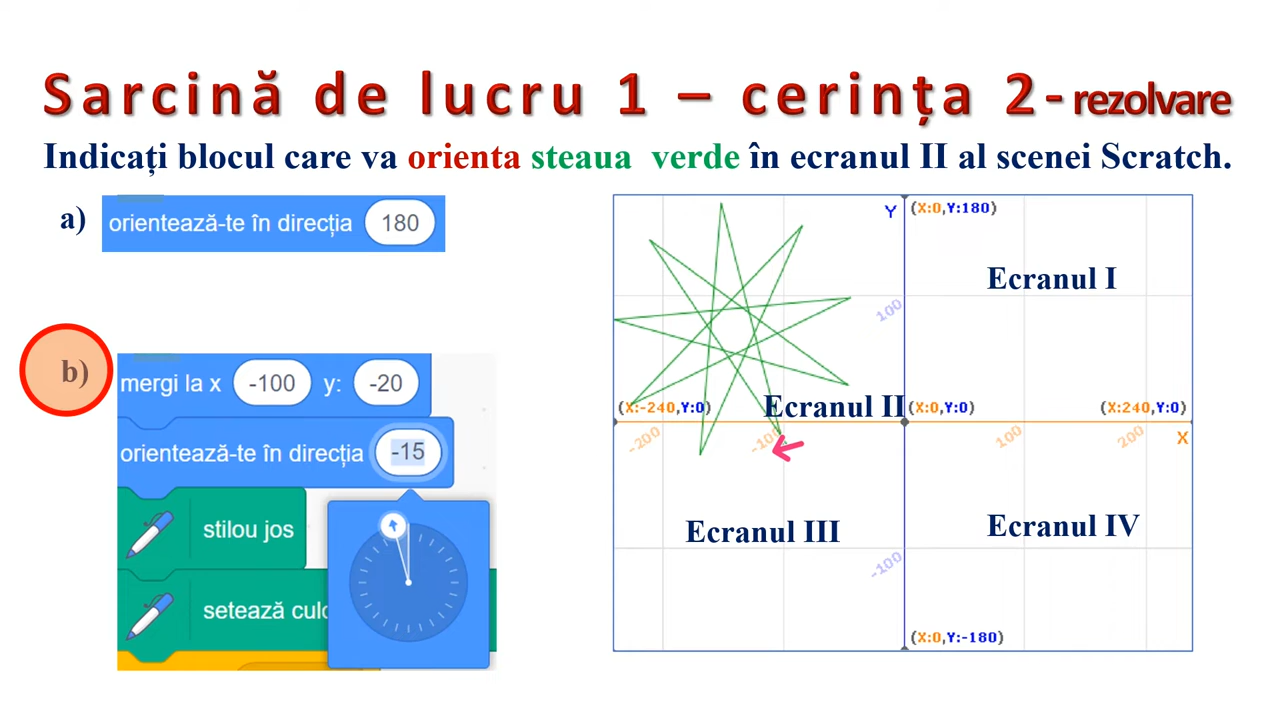 Sarcină de lucru 1 – cerința 2 - rezolvare
Indicați blocul care va orienta steaua verde în ecranul II al scenei Scratch.
a)
orientează-te în direcția 180
b)
mergi la x -100 y: -20
orientează-te în direcția -15
stilou jos
setează culo
Y
(X:0,Y:180)
Ecranul I
100
(X:-240,Y:0)
Ecranul II
(X:0,Y:0)
(X:240,Y:0)
-200
-100
100
200
X
Ecranul III
Ecranul IV
-100
(X:0,Y:-180)